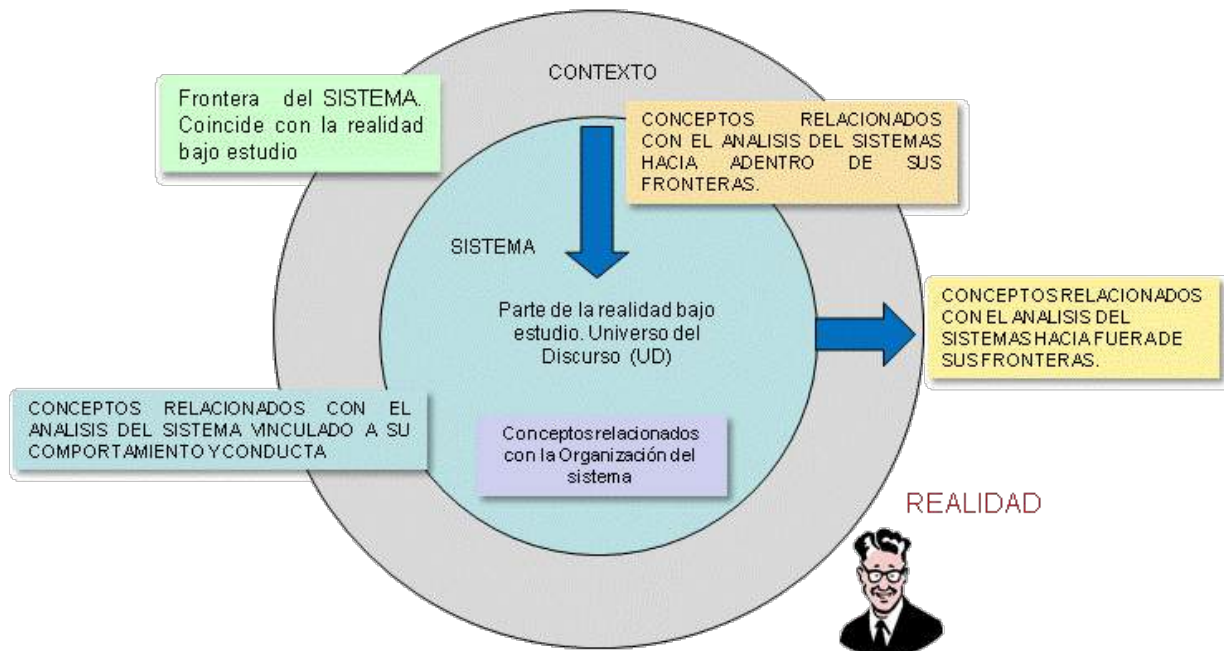 CONTEXTO
Frontera del SISTEMA.
Coincide con la realidad
bajo estudio
CONCEPTOS RELACIONADOS
CON EL ANALISIS DEL SISTEMAS
HACIA ADENTRO DE SUS
FRONTERAS.
SISTEMA
Parte de la realidad bajo
estudio. Universo del
Discurso (UD)
CONCEPTOS RELACIONADOS
CON EL ANALISIS DEL
SISTEMAS HACIA FUERA DE
SUS FRONTERAS.
CONCEPTOS RELACIONADOS CON EL
ANALISIS DEL SISTEMA VINCULADO A SU
COMPORTAMIENTO Y CONDUCTA
Conceptos relacionados
con la Organización del
sistema
REALIDAD